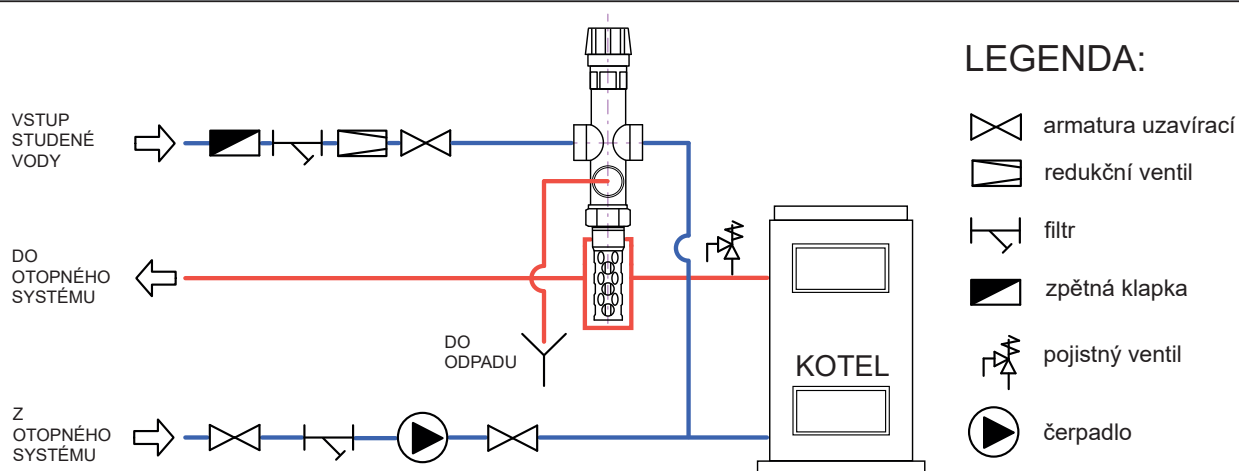 VSTUP
STUDENÉ
VODY
DO
OTOPNÉHO
SYSTÉMU
DO
ODPADU
Z
OTOPNÉHO
SYSTÉMU
KOTEL
LEGENDA:
armatura uzavírací
redukční ventil
filtr
zpětná klapka
pojistný ventil
čerpadlo